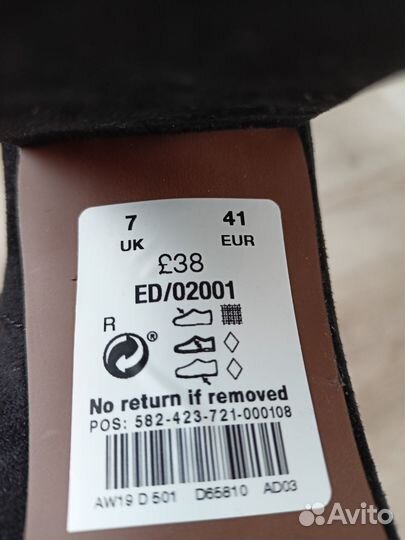 7 41
UK EUR
£38
ED/02001
R ®
No return if removed
POS: 582-423-721-000108
AW19 D 501 D65810 AD03
Avito